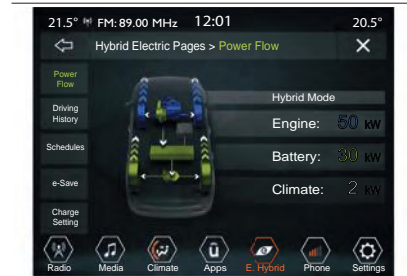 21.5° FM: 89.00 MHz 12:01 20.5°
Hybrid Electric Pages > Power Flow
Power
Flow
Driving
History
Schedules
e-Save
Charge
Setting
Hybrid Mode
Engine: 50 kW
Battery: 30 kW
Climate: 2 kW
Radio Media Climate Apps E. Hybrid Phone Settings